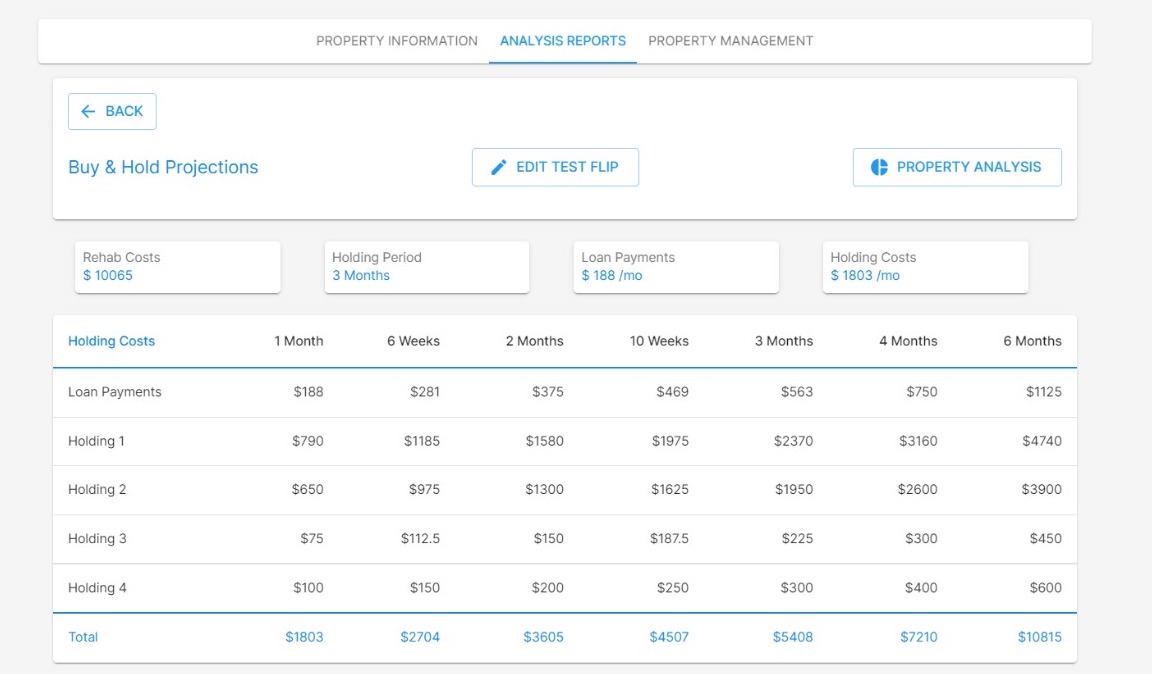 PROPERTY INFORMATION ANALYSIS REPORTS PROPERTY MANAGEMENT
BACK
Buy & Hold Projections EDIT TEST FLIP PROPERTY ANALYSIS
Rehab Costs Holding Period Loan Payments Holding Costs
$ 10065 3 Months $ 188 /mo $ 1803 /mo
Holding Costs 1 Month 6 Weeks 2 Months 10 Weeks 3 Months 4 Months 6 Months
Loan Payments $188 $281 $375 $469 $563 $750 $1125
Holding 1 $790 $1185 $1580 $1975 $2370 $3160 $4740
Holding 2 $650 $975 $1300 $1625 $1950 $2600 $3900
Holding 3 $75 $112.5 $150 $187.5 $225 $300 $450
Holding 4 $100 $150 $200 $250 $300 $400 $600
Total $1803 $2704 $3605 $4507 $5408 $7210 $10815